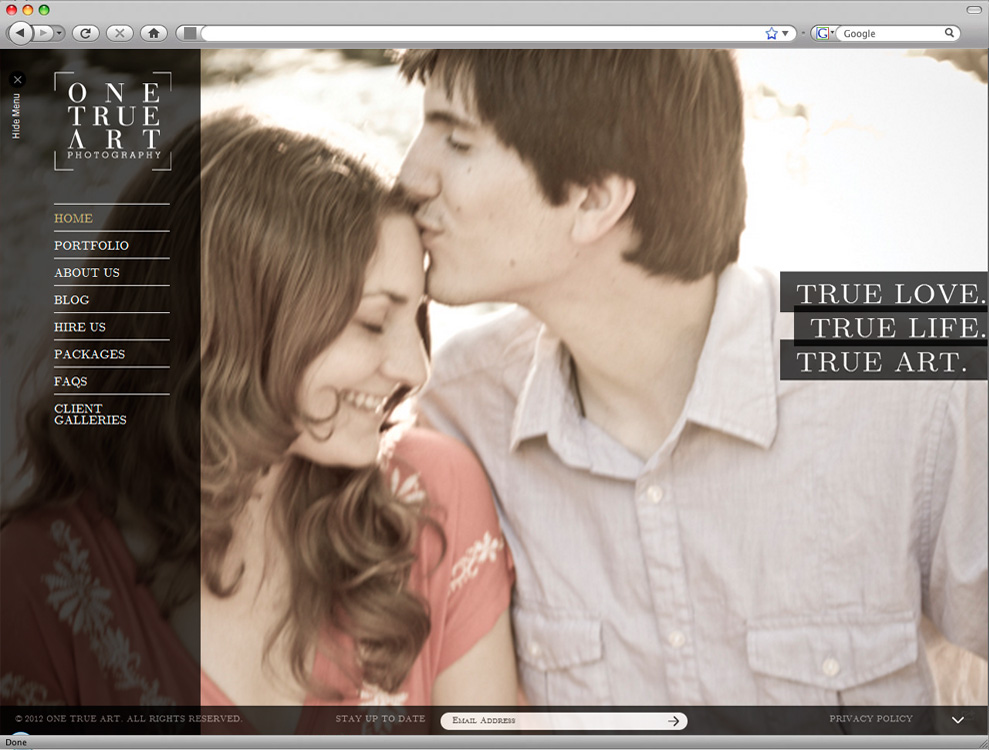 Google
Hide Menu
ONE
TRUE
ART
PHOTOGRAPHY
HOME
PORTFOLIO
ABOUT US
BLOG
HIRE US
PACKAGES
FAQS
CLIENT
GALLERIES
TRUE LOVE.
TRUE LIFE.
TRUE ART.
© 2012 ONE TRUE ART. ALL RIGHTS RESERVED.
STAY UP TO DATE
Email Address
PRIVACY POLICY
Done